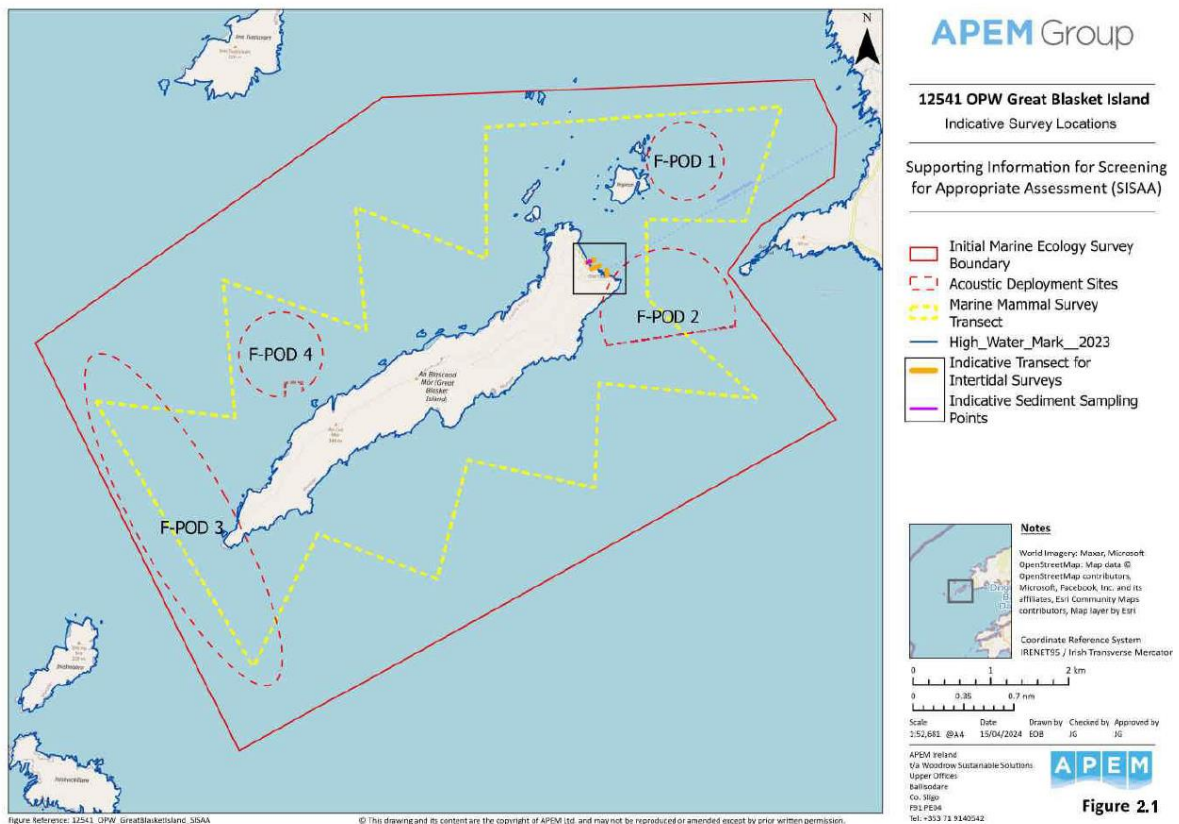 N
F-POD 1
F-POD 2
F-POD 4
An Blascaod
Mór (Great
Blasket
Island)
F-POD 3
APEM Group
12541 OPW Great Blasket Island
Indicative Survey Locations
Supporting Information for Screening
for Appropriate Assessment (SISAA)
Initial Marine Ecology Survey
Boundary
Acoustic Deployment Sites
Marine Mammal Survey
Transect
High_Water_Mark__2023
Indicative Transect for
Intertidal Surveys
Indicative Sediment Sampling
Points
Notes
World Imagery: Maxar, Microsoft
OpenStreetMap: Map data ©
OpenStreetMap contributors,
Microsoft, Facebook, Inc. and its
affiliates, Esri Community Maps
contributors, Map layer by Esri
Coordinate Reference System
IRENET95 / Irish Transverse Mercator
0 1 2 km
0 0.35 0.7 nm
Scale Date Drawn by Checked by Approved by
1:52,681 @A4 15/04/2024 EOB JG JG
APEM Ireland
t/a Woodrow Sustainable Solutions
Upper Offices
Ballisodare
Co. Sligo
F91 PE04
Tel: +353 71 9140542
APEM
Figure 2.1
Figure Reference: 12541_OPW_GreatBlasketIsland_SISAA
© This drawing and its content are the copyright of APEM Ltd. and may not be reproduced or amended except by prior written permission.